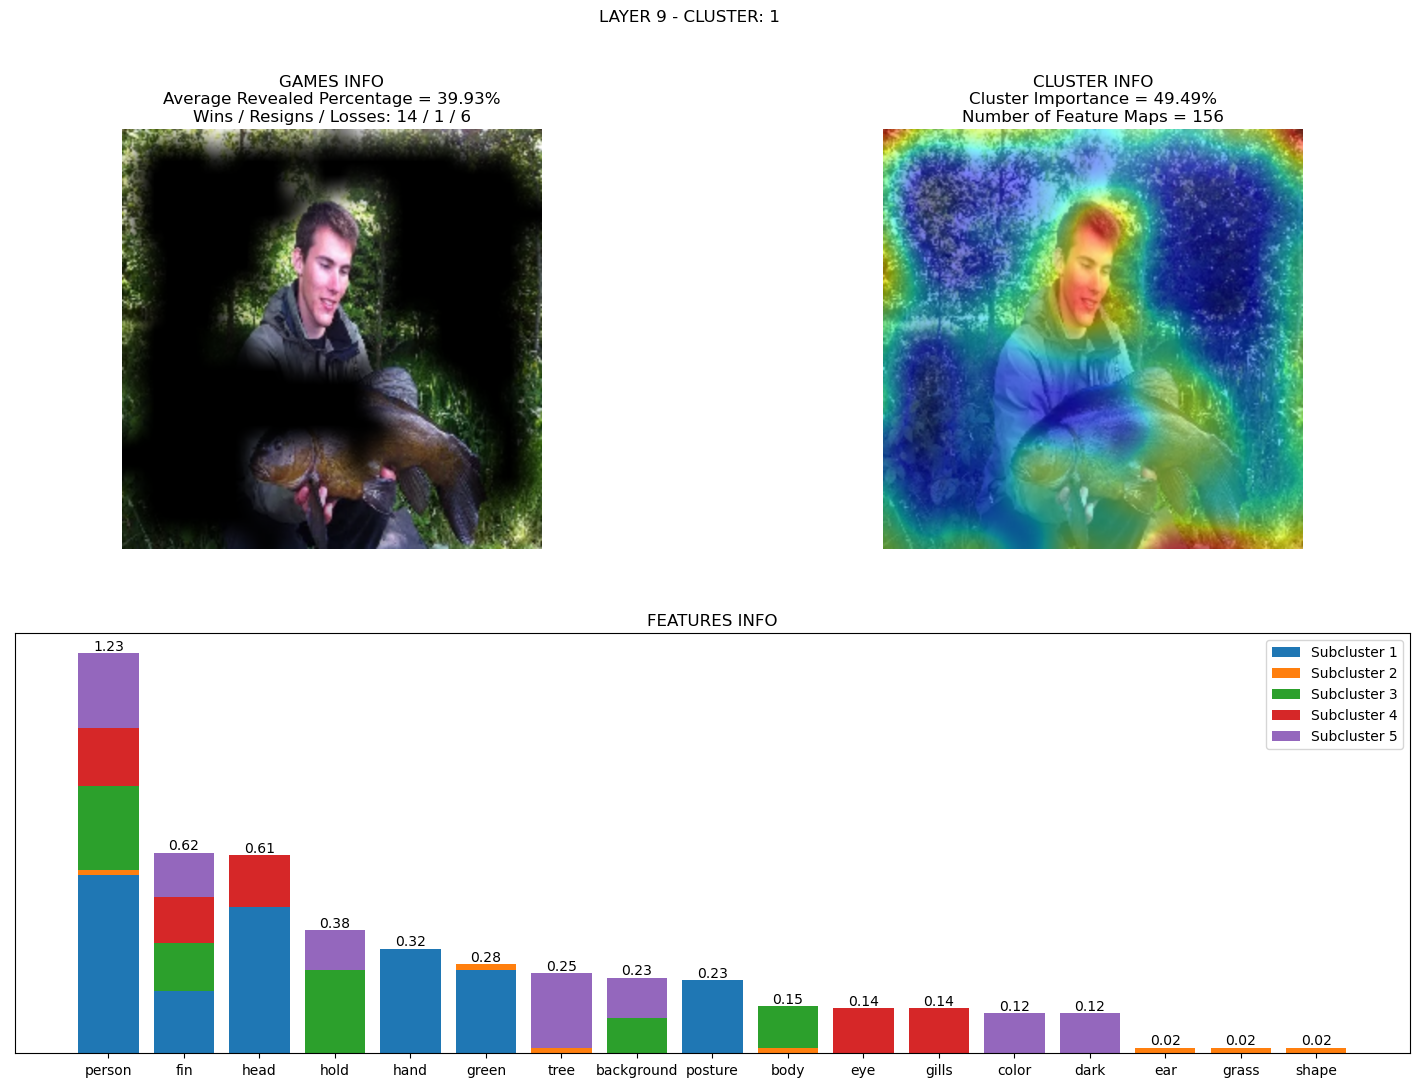 LAYER 9 - CLUSTER: 1
GAMES INFO
Average Revealed Percentage = 39.93%
Wins / Resigns / Losses: 14 / 1 / 6
CLUSTER INFO
Cluster Importance = 49.49%
Number of Feature Maps = 156
FEATURES INFO
Subcluster 1
Subcluster 2
Subcluster 3
Subcluster 4
Subcluster 5
1.23
0.62
0.61
0.38
0.32
0.28
0.25
0.23
0.23
0.15
0.14
0.14
0.12
0.12
0.02
0.02
0.02
person
fin
head
hold
hand
green
tree
background
posture
body
eye
gills
color
dark
ear
grass
shape